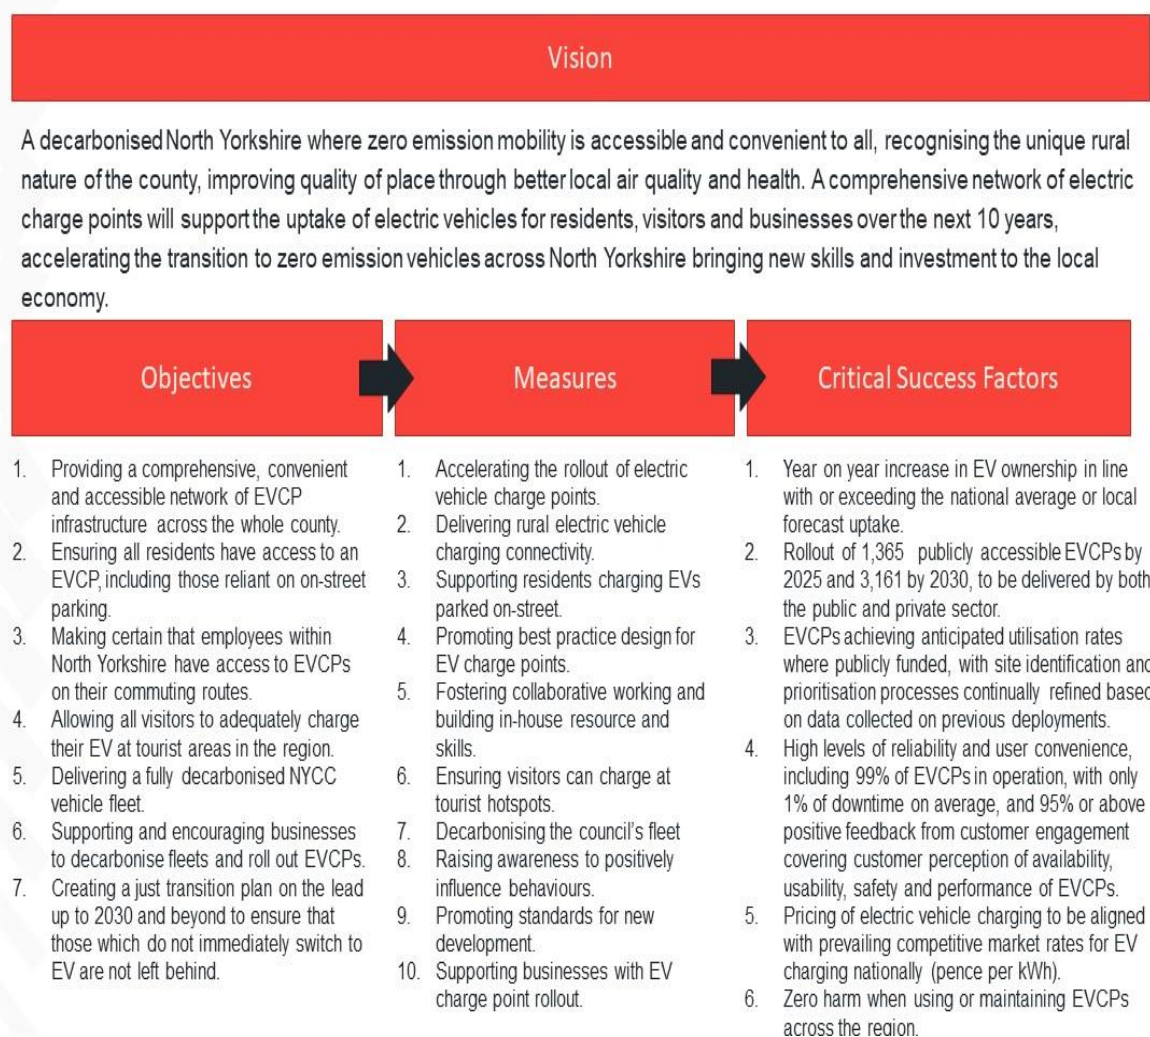 Vision
A decarbonised North Yorkshire where zero emission mobility is accessible and convenient to all, recognising the unique rural
nature of the county, improving quality of place through better local air quality and health. A comprehensive network of electric
charge points will support the uptake of electric vehicles for residents, visitors and businesses over the next 10 years,
accelerating the transition to zero emission vehicles across North Yorkshire bringing new skills and investment to the local
economy.
Objectives
1. Providing a comprehensive, convenient
and accessible network of EVCP
infrastructure across the whole county.
2. Ensuring all residents have access to an
EVCP, including those reliant on on-street
parking.
3. Making certain that employees within
North Yorkshire have access to EVCPs
on their commuting routes.
4. Allowing all visitors to adequately charge
their EV at tourist areas in the region.
5. Delivering a fully decarbonised NYCC
vehicle fleet.
6. Supporting and encouraging businesses
to decarbonise fleets and roll out EVCPs.
7. Creating a just transition plan on the lead
up to 2030 and beyond to ensure that
those which do not immediately switch to
EV are not left behind.
Measures
1. Accelerating the rollout of electric
vehicle charge points.
2. Delivering rural electric vehicle
charging connectivity.
3. Supporting residents charging EVs
parked on-street.
4. Promoting best practice design for
EV charge points.
5. Fostering collaborative working and
building in-house resource and
skills.
6. Ensuring visitors can charge at
tourist hotspots.
7. Decarbonising the council's fleet
8. Raising awareness to positively
influence behaviours.
9. Promoting standards for new
development.
10. Supporting businesses with EV
charge point rollout.
Critical Success Factors
1. Year on year increase in EV ownership in line
with or exceeding the national average or local
forecast uptake.
2. Rollout of 1,365 publicly accessible EVCPs by
2025 and 3,161 by 2030, to be delivered by both
the public and private sector.
3. EVCPs achieving anticipated utilisation rates
where publicly funded, with site identification and
prioritisation processes continually refined based
on data collected on previous deployments.
4. High levels of reliability and user convenience,
including 99% of EVCPs in operation, with only
1% of downtime on average, and 95% or above
positive feedback from customer engagement
covering customer perception of availability,
usability, safety and performance of EVCPs.
5. Pricing of electric vehicle charging to be aligned
with prevailing competitive market rates for EV
charging nationally (pence per kWh).
6. Zero harm when using or maintaining EVCPs
across the region.